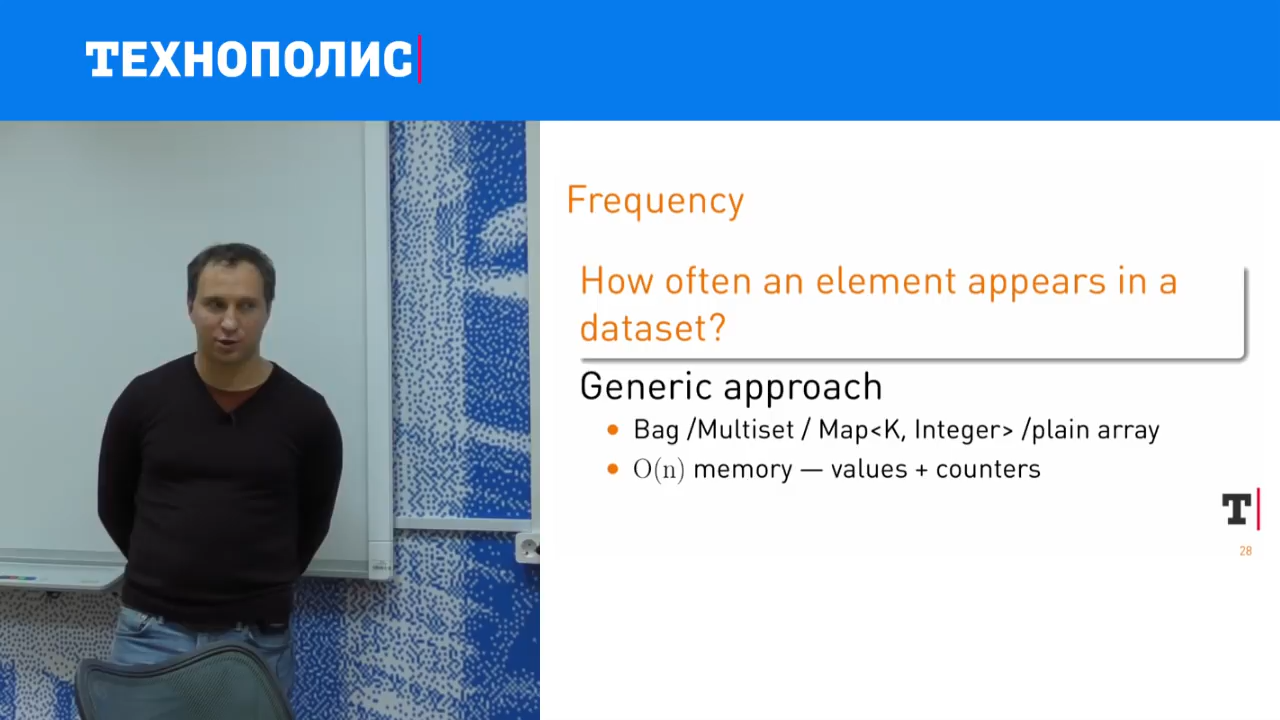 ТЕХНОПОЛИС
Frequency
How often an element appears in a
dataset?
Generic approach
• Bag /Multiset / Map<K, Integer> /plain array
• O(n) memory — values + counters
T
28